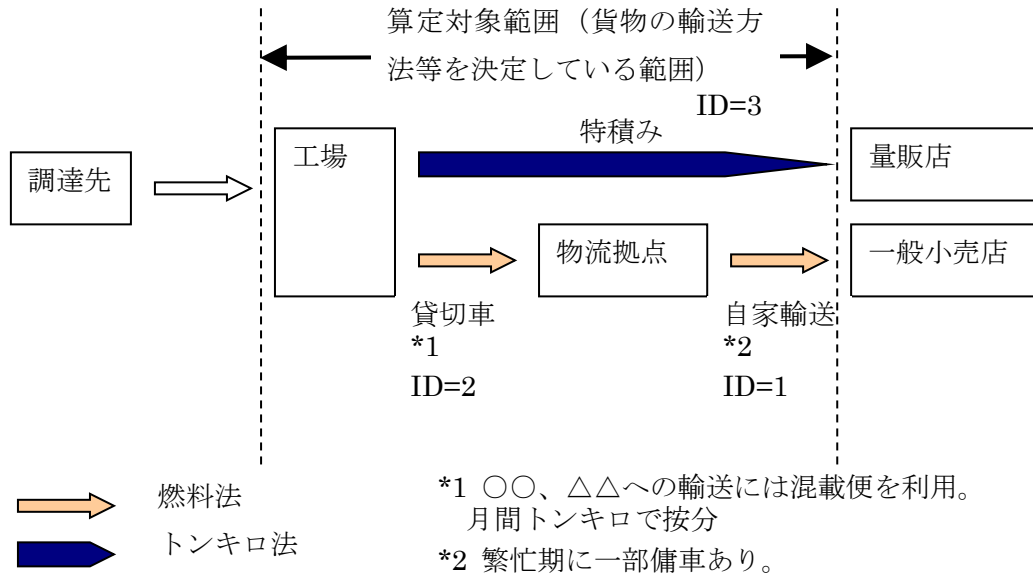 算定対象範囲（貨物の輸送方
法等を決定している範囲）
ID=3
特積み
調達先
工場
量販店
物流拠点
一般小売店
貸切車
*1
ID=2
自家輸送
*2
ID=1
燃料法
トンキロ法
*1 ○○、△△への輸送には混載便を利用。
月間トンキロで按分
*2 繁忙期に一部傭車あり。